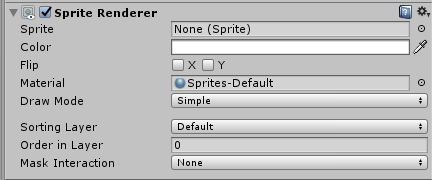 Sprite Renderer
Sprite None (Sprite)
Color
Flip X Y
Material Sprites-Default
Draw Mode Simple
Sorting Layer Default
Order in Layer 0
Mask Interaction None